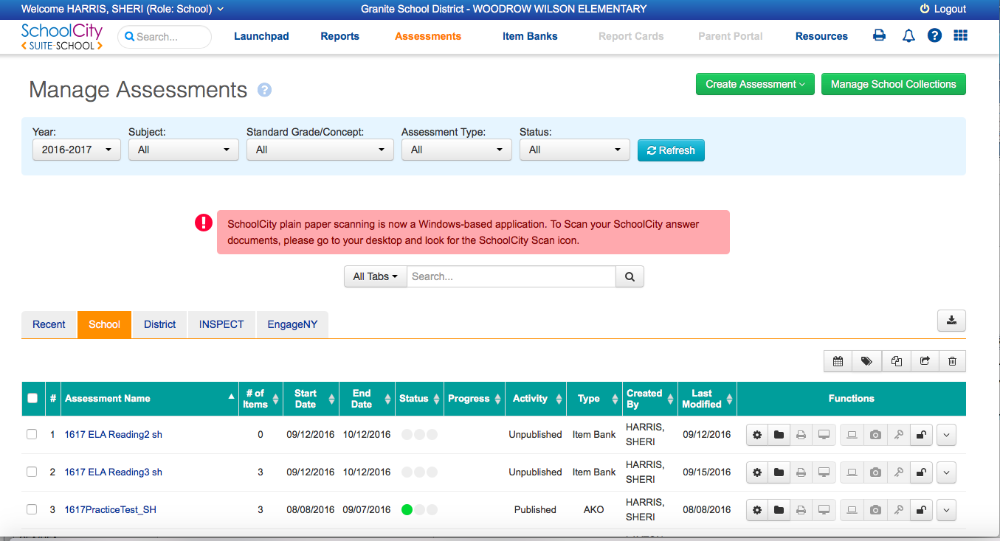 Welcome HARRIS, SHERI (Role: School)
Granite School District - WOODROW WILSON ELEMENTARY
Logout
SchoolCity
SUITE-SCHOOL
Search...
Launchpad
Reports
Assessments
Item Banks
Report Cards
Parent Portal
Resources
?
Manage Assessments ?
Create Assessment
Manage School Collections
Year:
Subject:
Standard Grade/Concept:
Assessment Type:
Status:
2016-2017
All
All
All
All
Refresh
SchoolCity plain paper scanning is now a Windows-based application. To Scan your SchoolCity answer
documents, please go to your desktop and look for the SchoolCity Scan icon.
All Tabs
Search...
Recent
School
District
INSPECT
EngageNY
#
Assessment Name
# of
Items
Start
Date
End
Date
Status
Progress
Activity
Type
Created
By
Last
Modified
Functions
1 1617 ELA Reading2 sh 0 09/12/2016 10/12/2016 Unpublished Item Bank HARRIS, SHERI 09/12/2016
2 1617 ELA Reading3 sh 3 09/12/2016 10/12/2016 Unpublished Item Bank HARRIS, SHERI 09/15/2016
3 1617PracticeTest_SH 3 08/08/2016 09/07/2016 Published AKO HARRIS, SHERI 08/08/2016